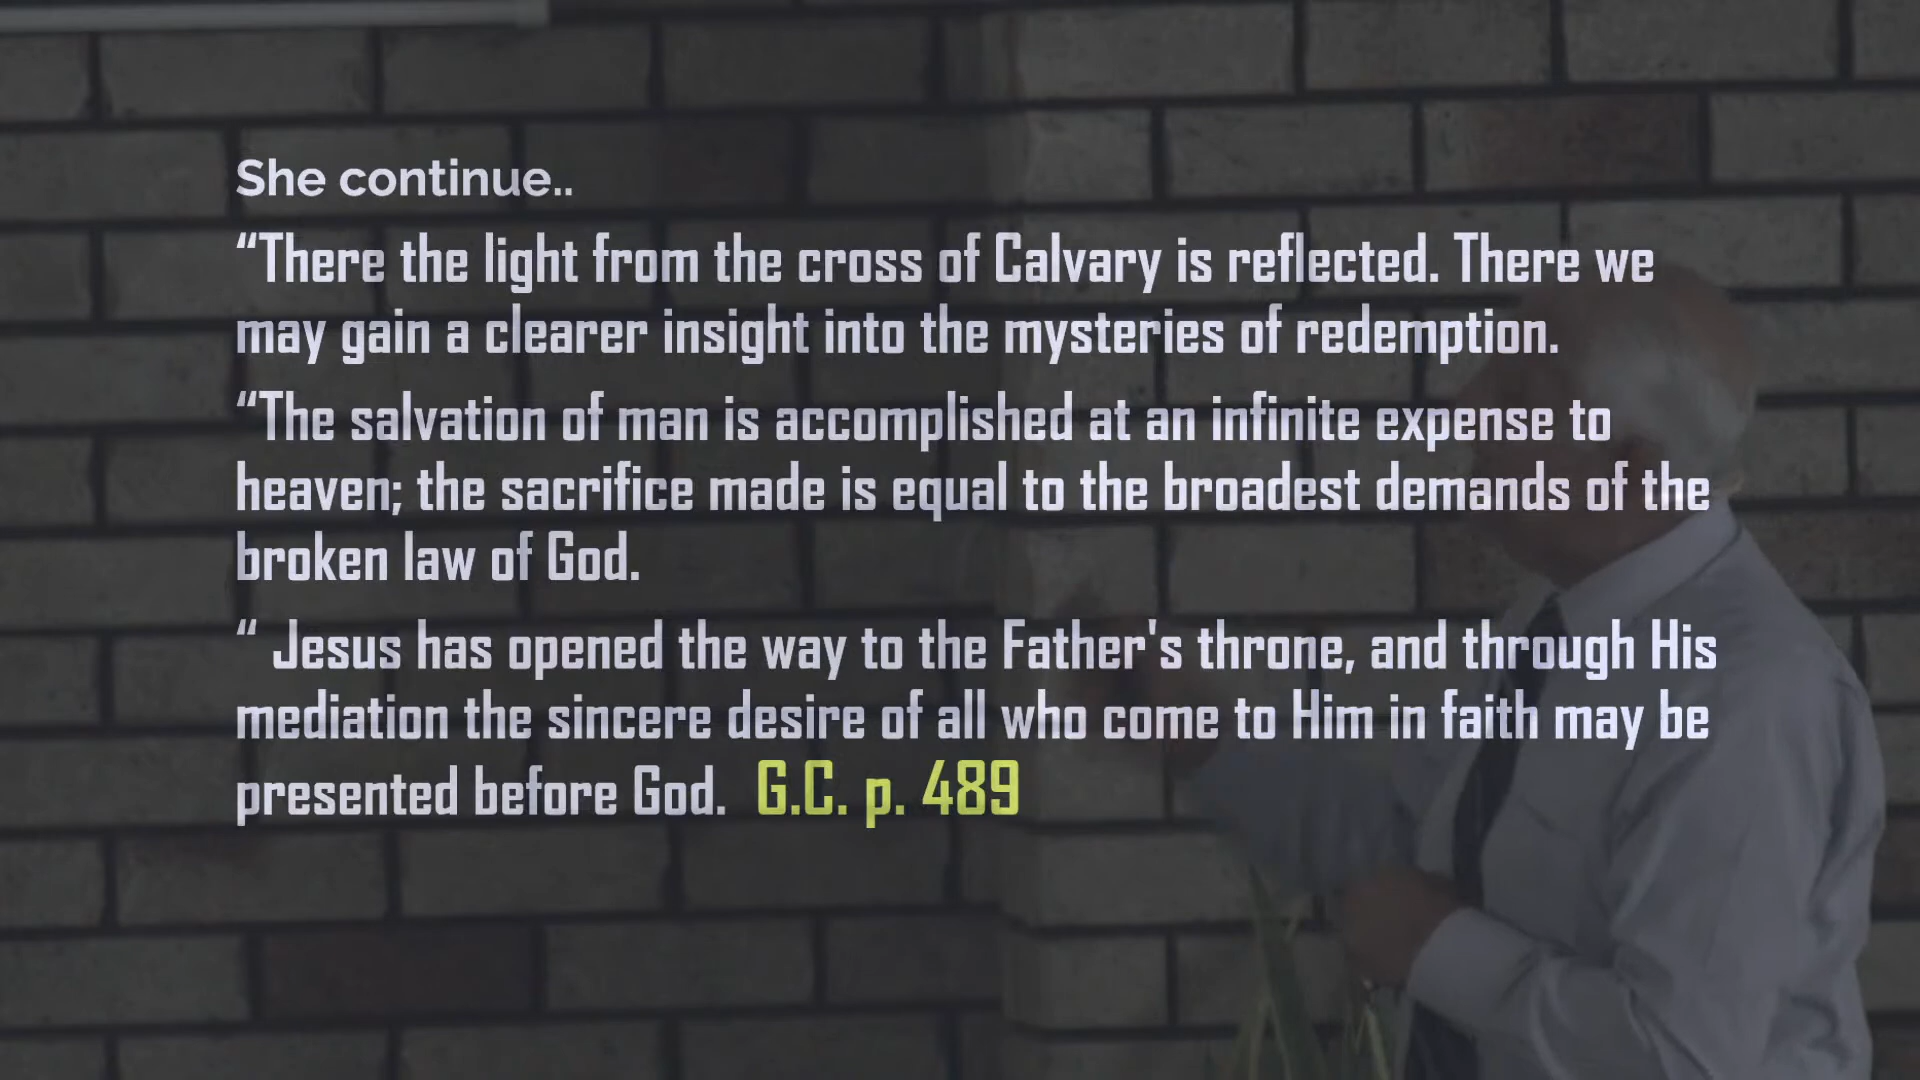 She continue..
“There the light from the cross of Calvary is reflected. There we
may gain a clearer insight into the mysteries of redemption.
“The salvation of man is accomplished at an infinite expense to
heaven; the sacrifice made is equal to the broadest demands of the
broken law of God.
“ Jesus has opened the way to the Father's throne, and through His
mediation the sincere desire of all who come to Him in faith may be
presented before God.  G.C. p. 489